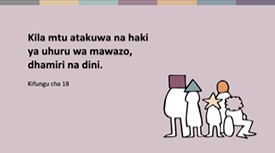 Kila mtu atakuwa na haki
ya uhuru wa mawazo,
dhamiri na dini.
Kifungu cha 18